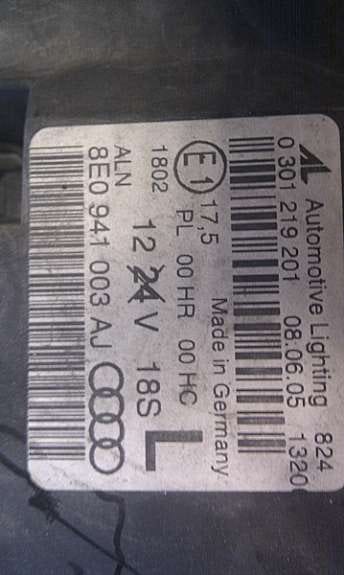 AL Automotive Lighting 824
0 301 219 201 08.06.05 1320
Made in Germany
E1 17,5
PL 00 HR 00 HC
1802 12 24 V 18S L
ALN
8E0 941 003 AJ